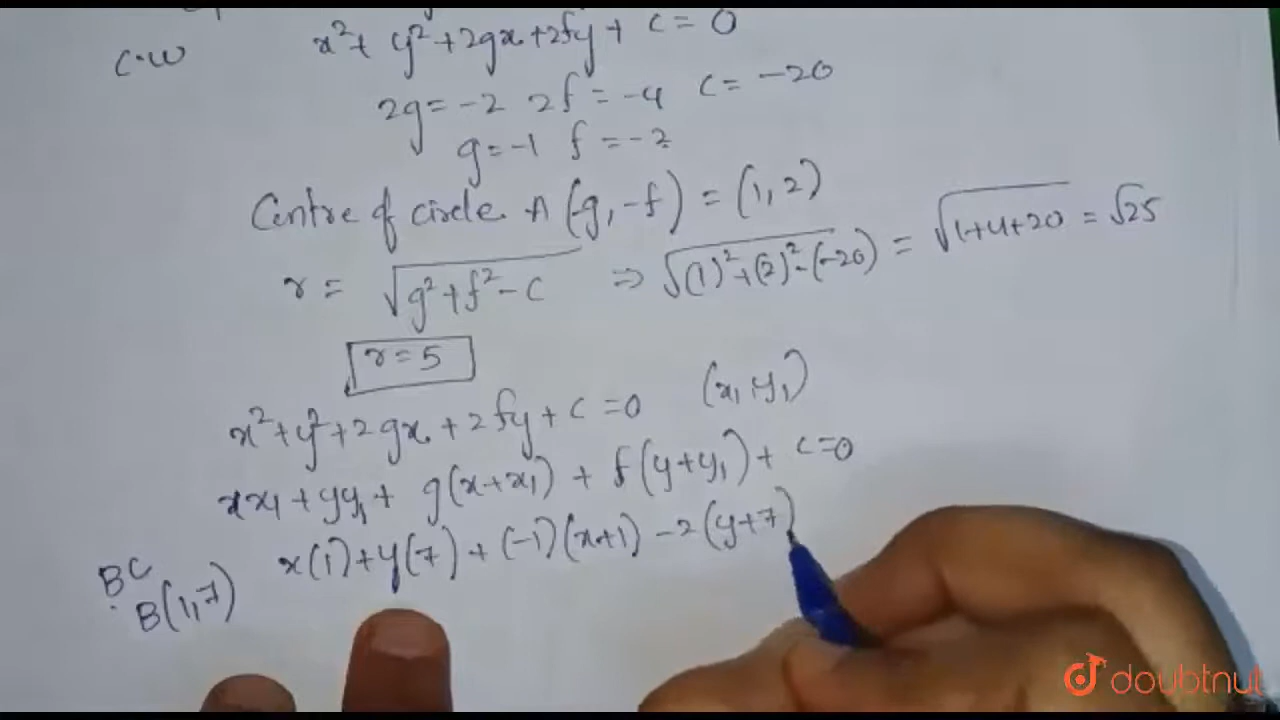 x²+ y²+2gx+2fy+ c = 0
C·W
2g = -2 2f = -4 c = -20
g = -1 f = -2
Centre of circle A (-g, -f) = (1, 2)
r = √g²+f²-c ⇒ √(1)²+(2)²-(-20) = √1+4+20 = √25
r = 5
x²+y²+2gx+2fy+c=0 (x₁, y₁)
xx₁+yy₁+ g(x+x₁) + f(y+y₁)+ c=0
x(1)+y(7)+(-1)(x+1)-2(y+7)
BC
B(1,7)
doubtnut